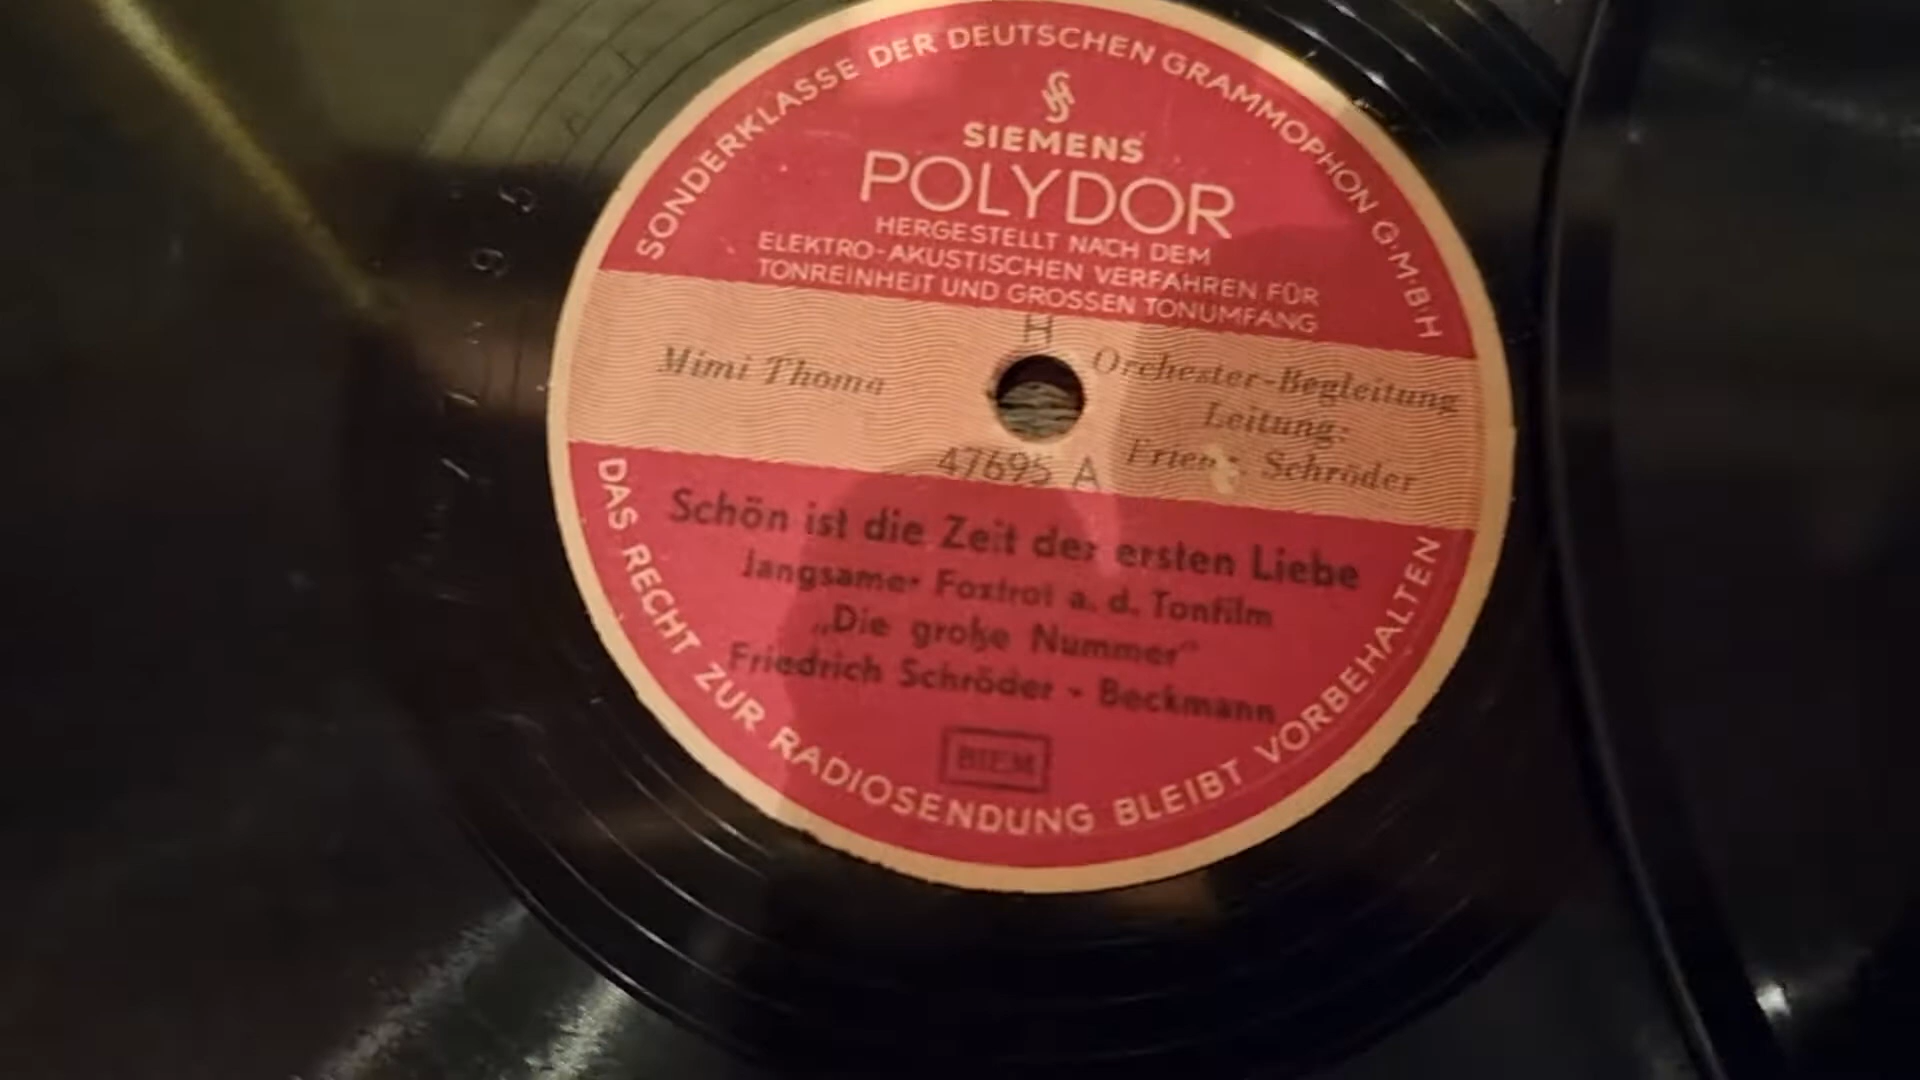 SONDERKLASSE DER DEUTSCHEN GRAMMOPHON G·M·B·H
SIEMENS
POLYDOR
HERGESTELLT NACH DEM
ELEKTRO-AKUSTISCHEN VERFAHREN FÜR
TONREINHEIT UND GROSSEN TONUMFANG
H
Mimi Thoma
Orchester-Begleitung
Leitung:
Schröder
47695 A
Schön ist die Zeit der ersten Liebe
langsamer Foxtrot a. d. Tonfilm
„Die große Nummer"
Friedrich Schröder - Beckmann
BIEM
DAS RECHT ZUR RADIOSENDUNG BLEIBT VORBEHALTEN